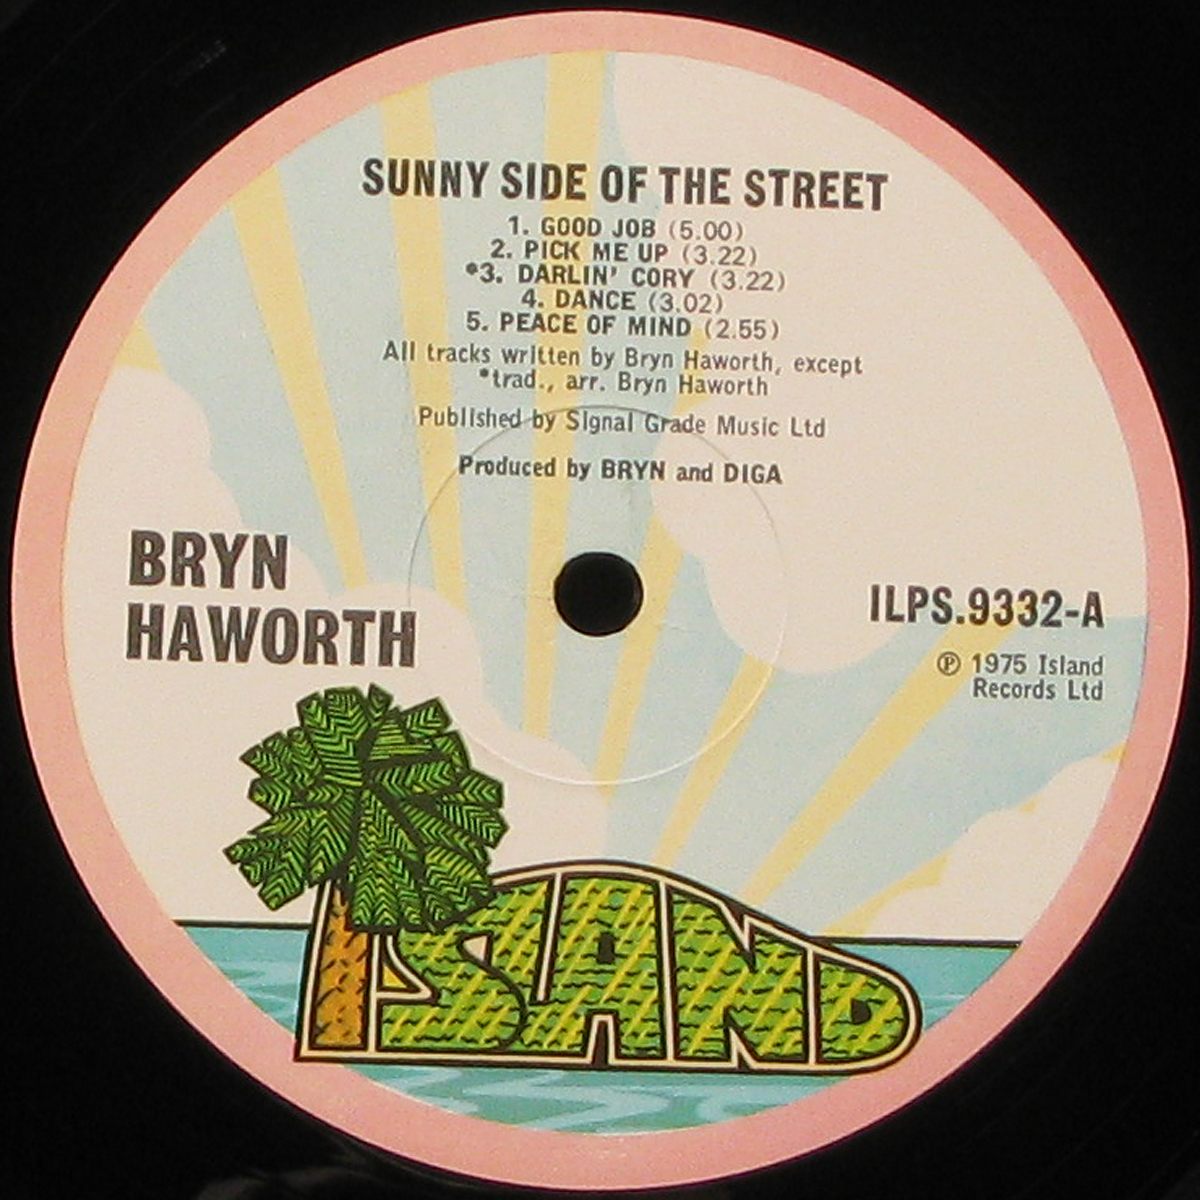 SUNNY SIDE OF THE STREET
1. GOOD JOB (5.00)
2. PICK ME UP (3.22)
*3. DARLIN' CORY (3.22)
4. DANCE (3.02)
5. PEACE OF MIND (2.55)
All tracks written by Bryn Haworth, except
*trad., arr. Bryn Haworth
Published by Signal Grade Music Ltd
Produced by BRYN and DIGA
BRYN
HAWORTH
ILPS.9332-A
℗ 1975 Island
Records Ltd
ISLAND